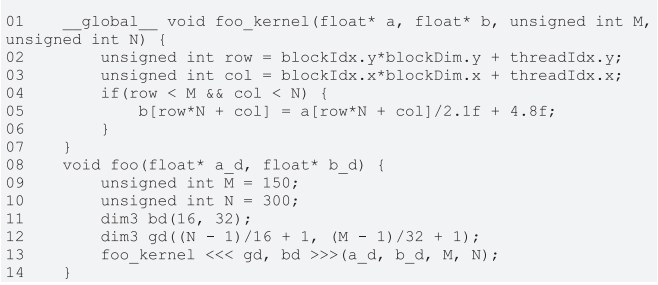 01    __global__ void foo_kernel(float* a, float* b, unsigned int M,
unsigned int N) {
02        unsigned int row = blockIdx.y*blockDim.y + threadIdx.y;
03        unsigned int col = blockIdx.x*blockDim.x + threadIdx.x;
04        if(row < M && col < N) {
05            b[row*N + col] = a[row*N + col]/2.1f + 4.8f;
06        }
07    }
08    void foo(float* a_d, float* b_d) {
09        unsigned int M = 150;
10        unsigned int N = 300;
11        dim3 bd(16, 32);
12        dim3 gd((N - 1)/16 + 1, (M - 1)/32 + 1);
13        foo_kernel <<< gd, bd >>>(a_d, b_d, M, N);
14    }